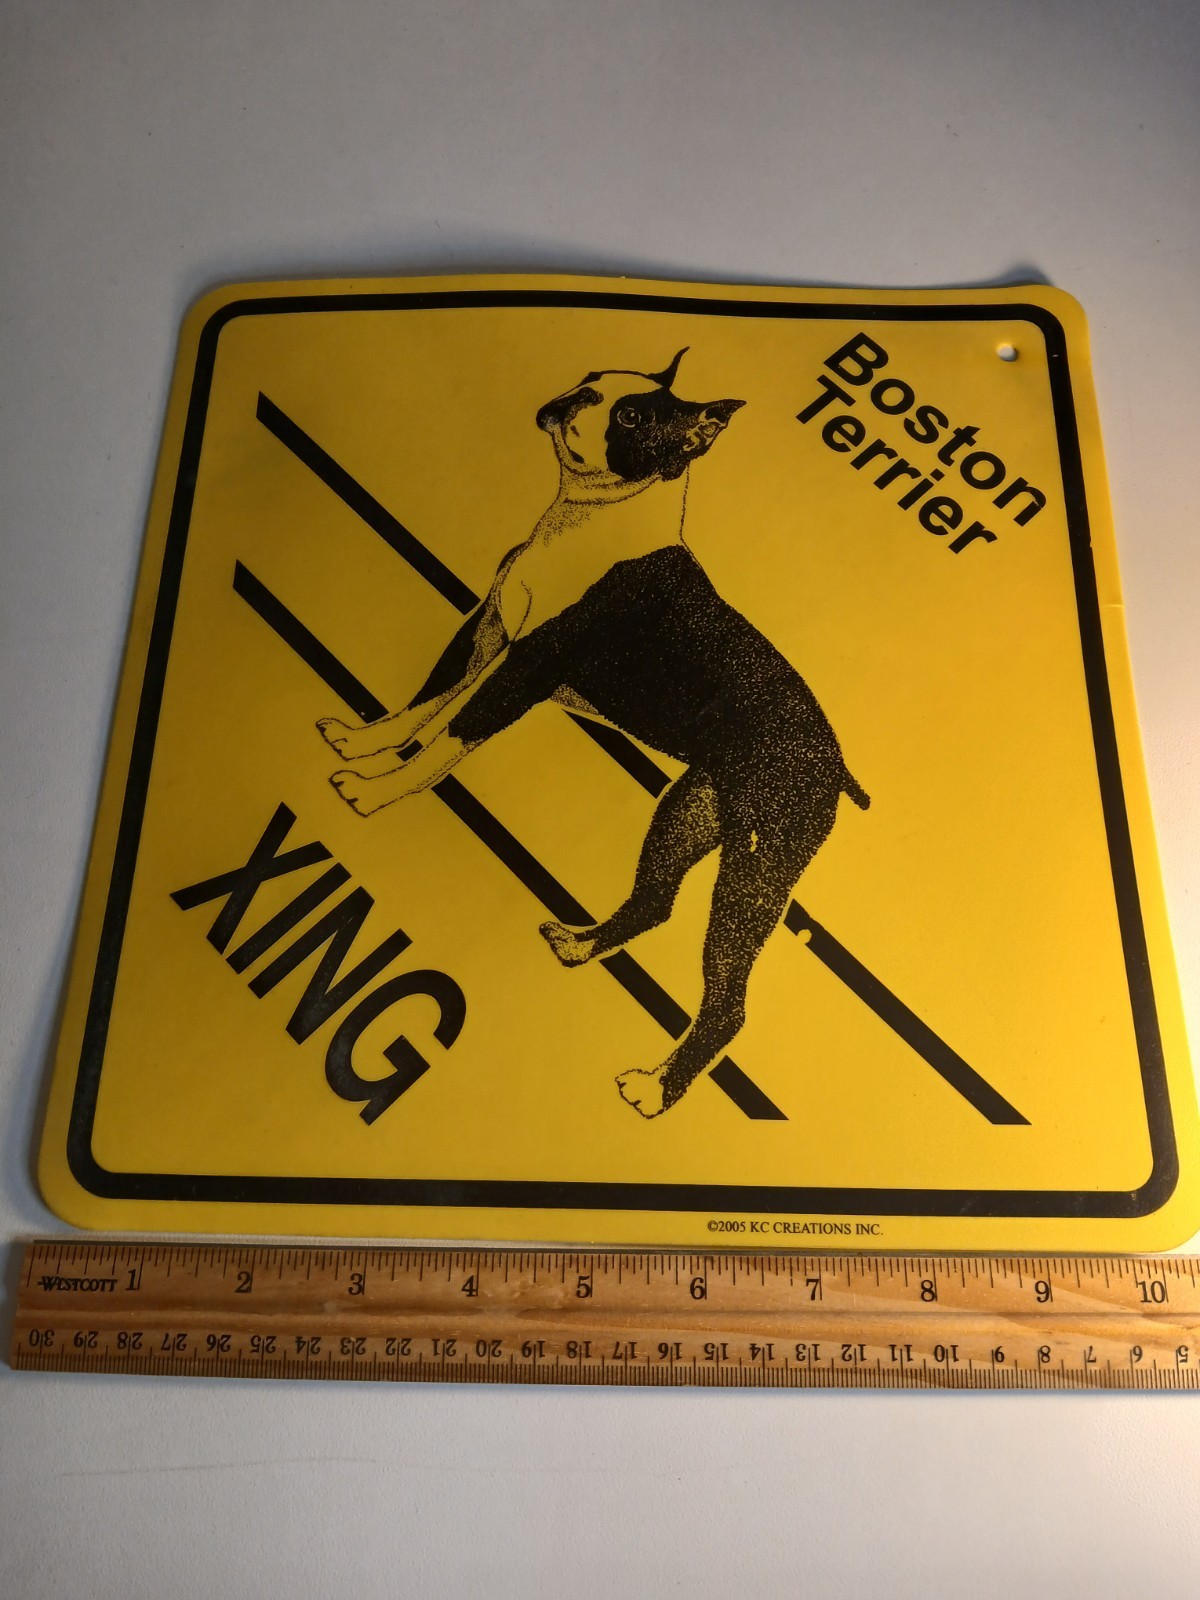 Boston
Terrier
XING
©2005 KC CREATIONS INC.
WESTCOTT 1 2 3 4 5 6 7 8 9 10
30 29 28 27 26 25 24 23 22 21 20 19 18 17 16 15 14 13 12 11 10 9 8 7 6 5